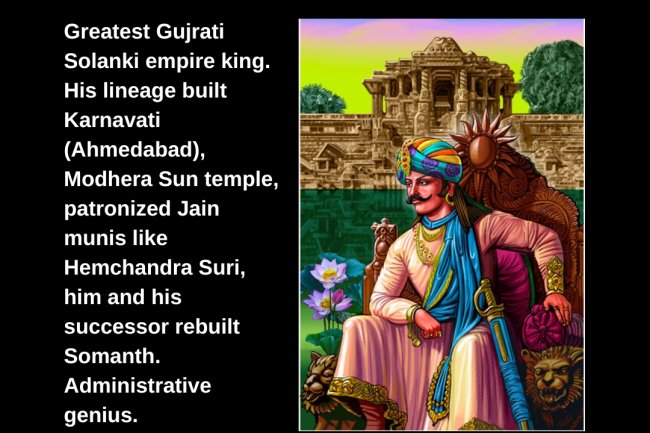 Greatest Gujrati
Solanki empire king.
His lineage built
Karnavati
(Ahmedabad),
Modhera Sun temple,
patronized Jain
munis like
Hemchandra Suri,
him and his
successor rebuilt
Somanth.
Administrative
genius.